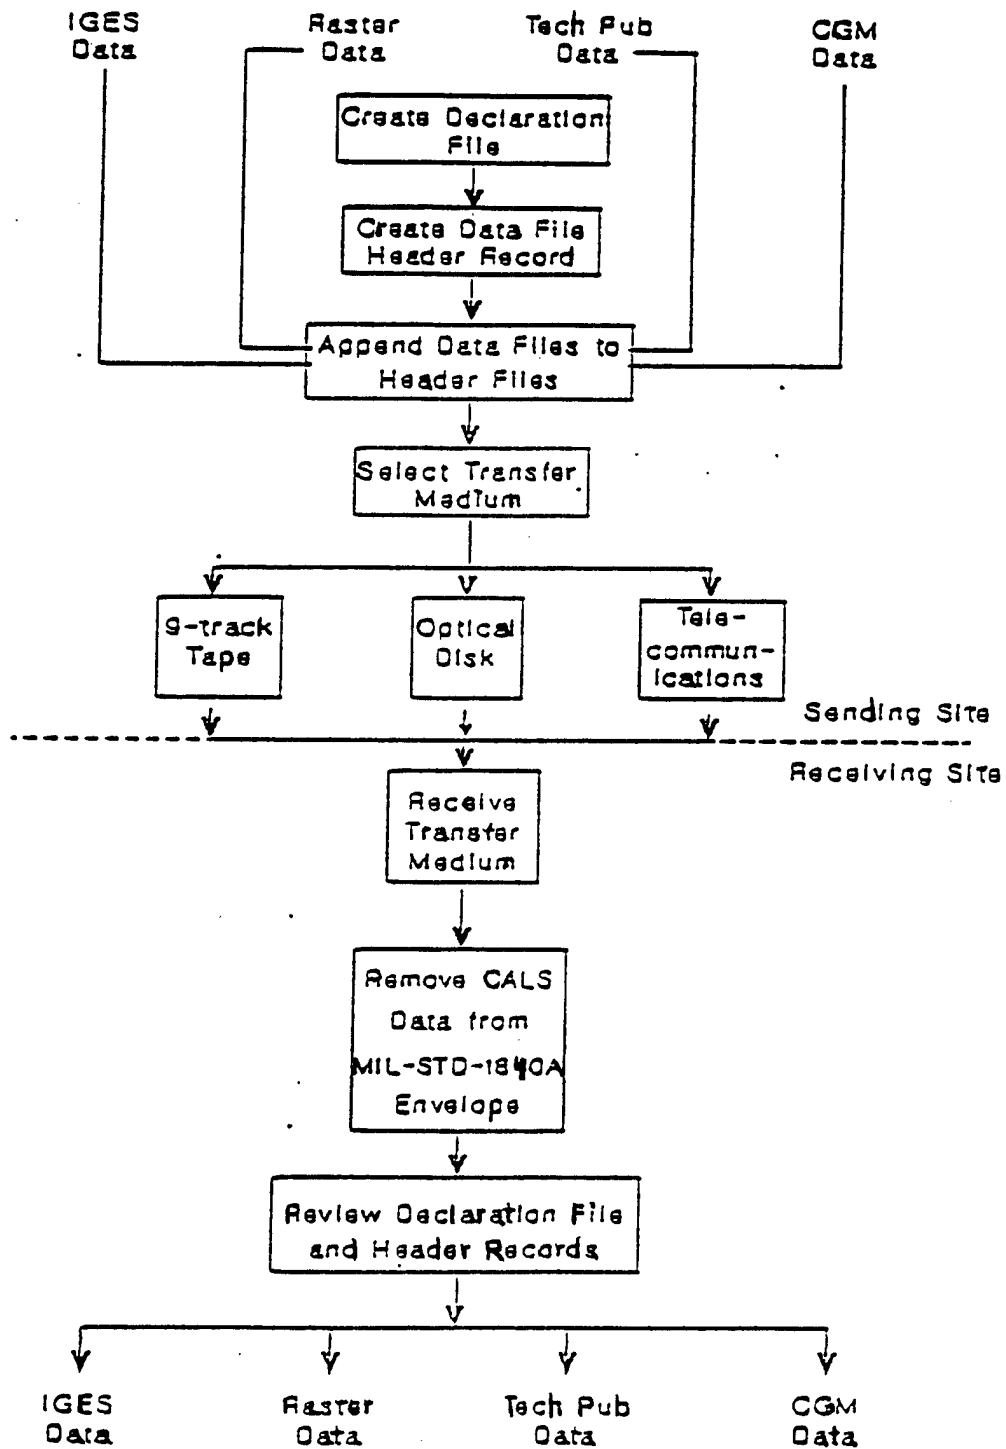 IGES
Data
Raster
Data
Tech Pub
Data
CGM
Data
Create Declaration
File
Create Data File
Header Record
Append Data Files to
Header Files
Select Transfer
Medium
9-track
Tape
Optical
Disk
Tele-
commun-
ications
Sending Site
Receiving Site
Receive
Transfer
Medium
Remove CALS
Data from
MIL-STD-1840A
Envelope
Review Declaration File
and Header Records
IGES
Data
Raster
Data
Tech Pub
Data
CGM
Data